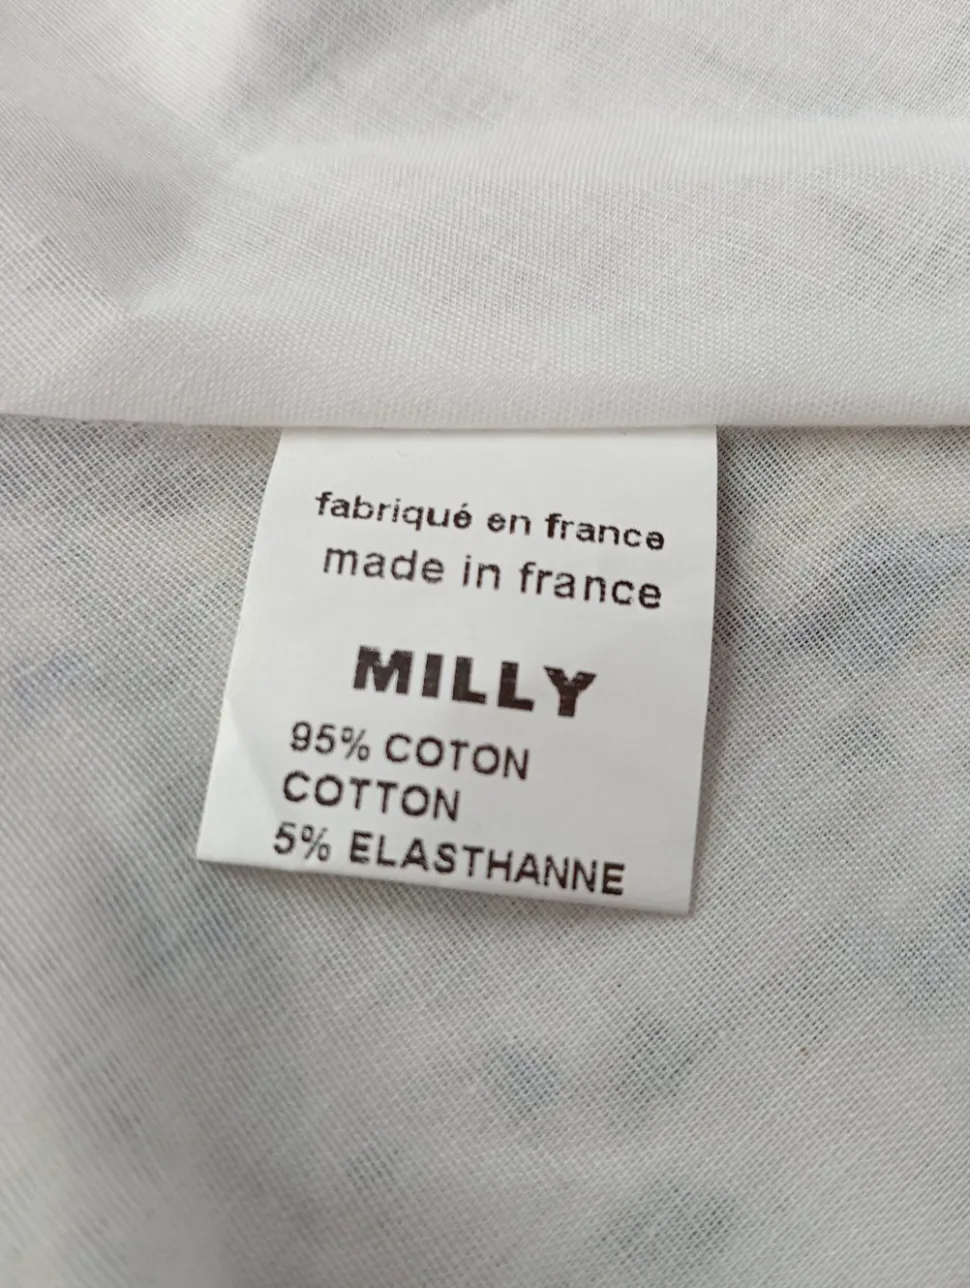 fabriqué en france
made in france
MILLY
95% COTON
COTTON
5% ELASTHANNE